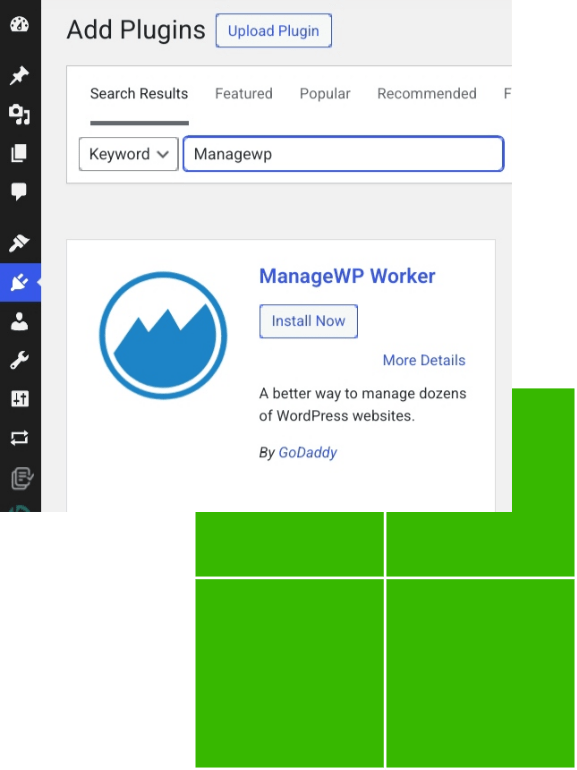 Add Plugins
Upload Plugin
Search Results
Featured
Popular
Recommended
F
Keyword
Managewp
ManageWP Worker
Install Now
More Details
A better way to manage dozens
of WordPress websites.
By GoDaddy